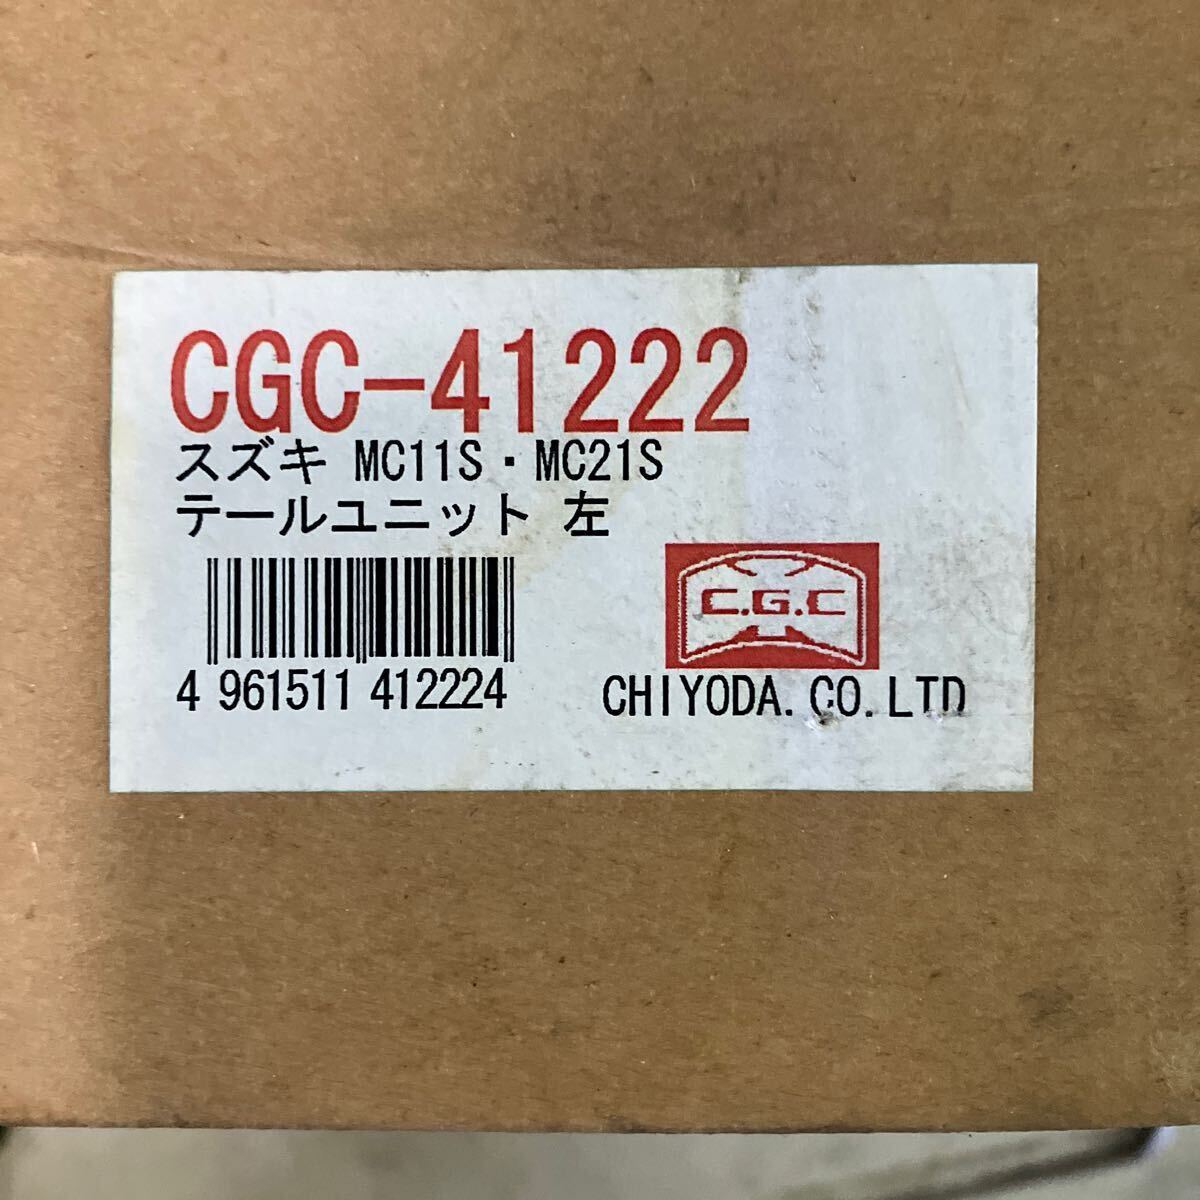 CGC-41222
スズキ MC11S・MC21S
テールユニット 左
C.G.C
4 961511 412224
CHIYODA.CO.LTD